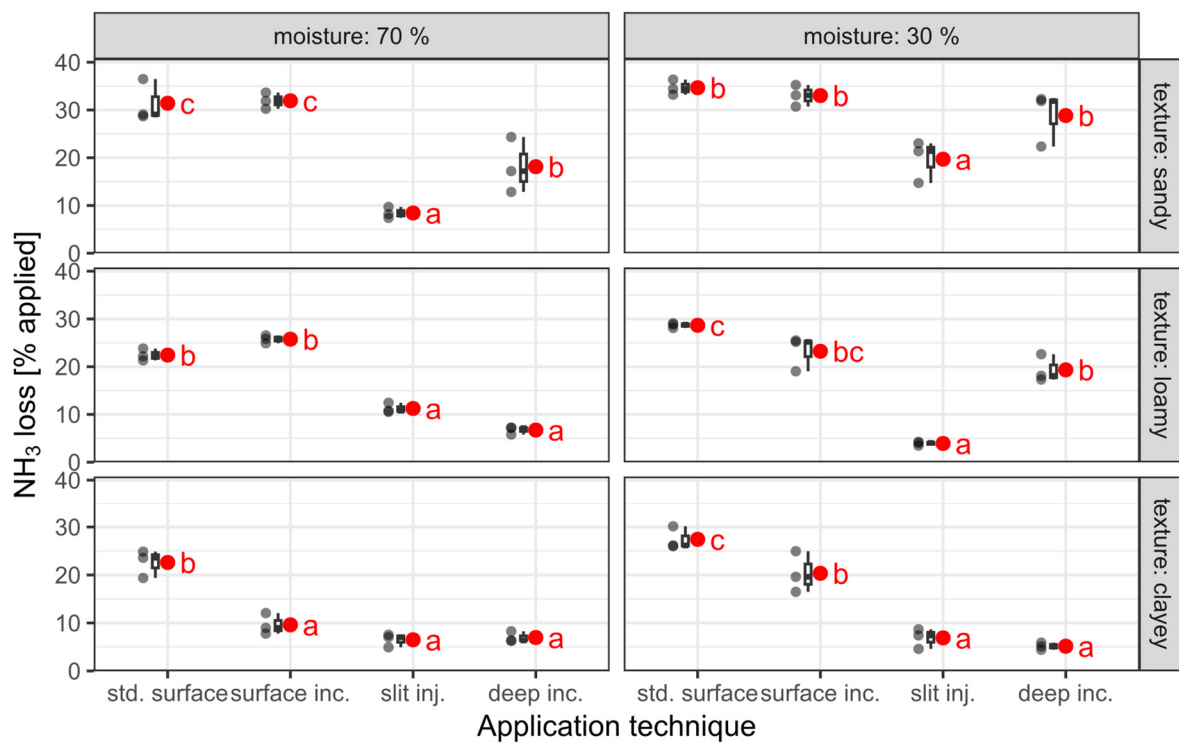 moisture: 70 %
moisture: 30 %
NH₃ loss [% applied]
40
30
20
10
0
c
c
a
b
b
b
a
b
texture: sandy
40
30
20
10
0
b
b
a
a
c
bc
a
b
texture: loamy
40
30
20
10
0
b
a
a
a
c
b
a
a
texture: clayey
std. surface
surface inc.
slit inj.
deep inc.
std. surface
surface inc.
slit inj.
deep inc.
Application technique